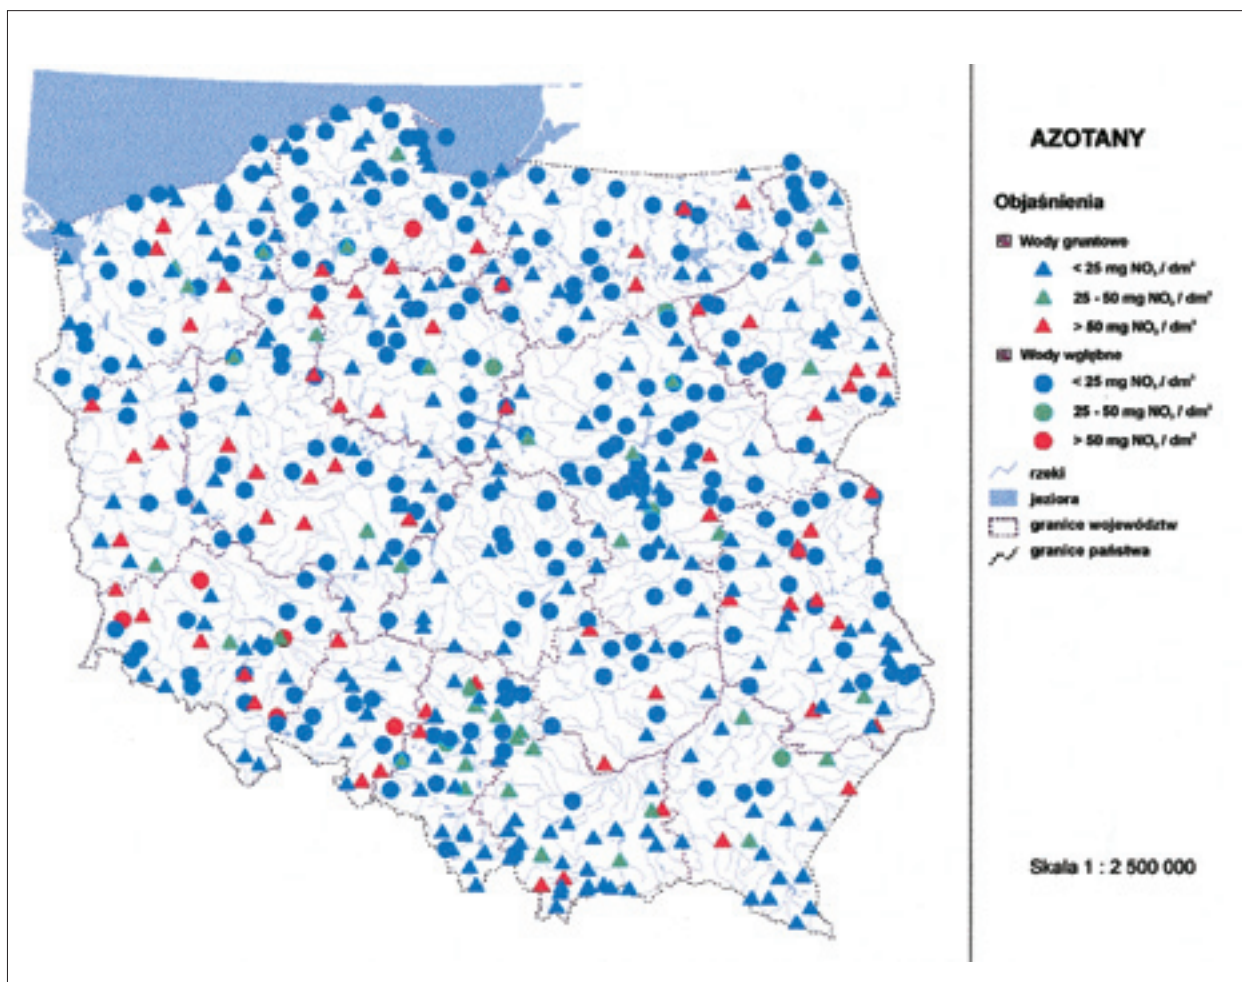 AZOTANY
Objaśnienia
Wody gruntowe
< 25 mg NO₃ / dm³
25 - 50 mg NO₃ / dm³
> 50 mg NO₃ / dm³
Wody wgłębne
< 25 mg NO₃ / dm³
25 - 50 mg NO₃ / dm³
> 50 mg NO₃ / dm³
rzeki
jeziora
granice województw
granice państwa
Skala 1 : 2 500 000